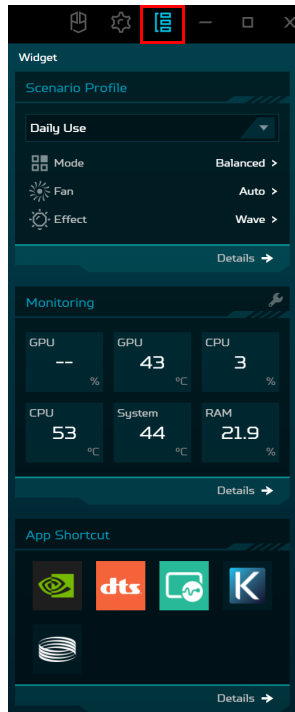 Widget
Scenario Profile
Daily Use
Mode Balanced >
Fan Auto >
Effect Wave >
Details →
Monitoring
GPU GPU CPU
-- 43 3
% °C %
CPU System RAM
53 44 21.9
°C °C %
Details →
App Shortcut
dts K
Details →